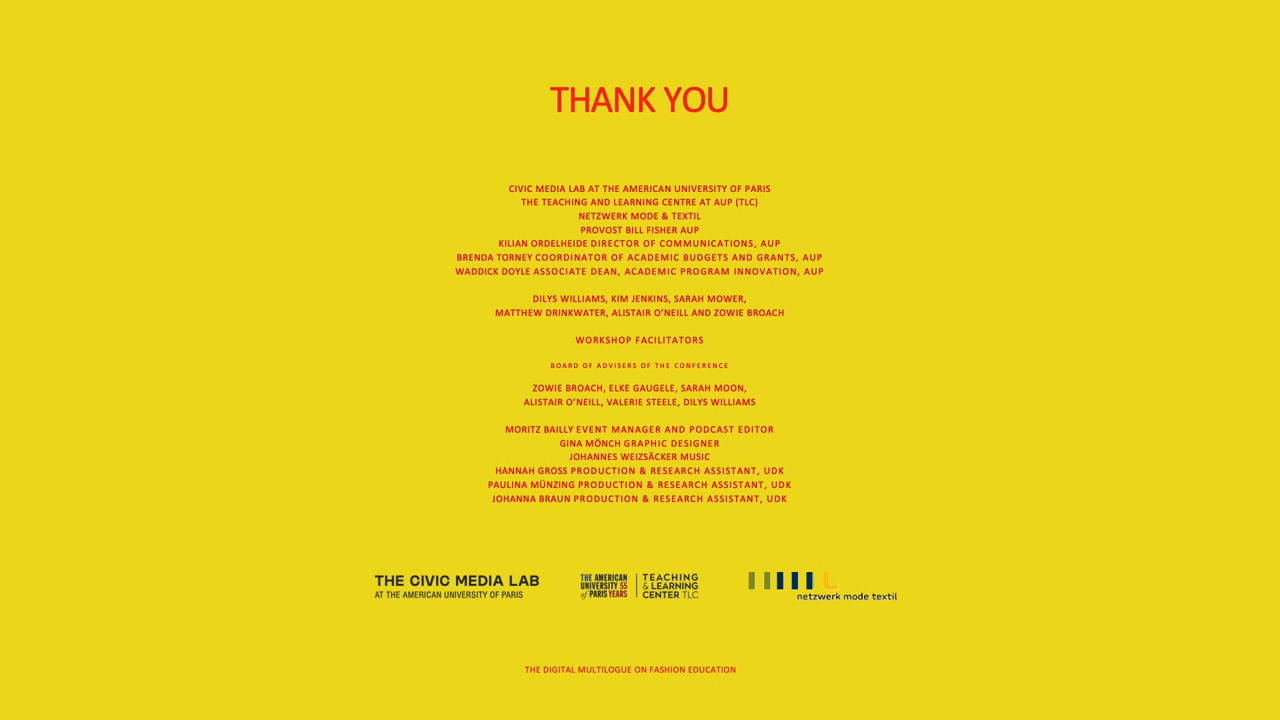 THANK YOU
CIVIC MEDIA LAB AT THE AMERICAN UNIVERSITY OF PARIS
THE TEACHING AND LEARNING CENTRE AT AUP (TLC)
NETZWERK MODE & TEXTIL
PROVOST BILL FISHER AUP
KILIAN ORDELHEIDE DIRECTOR OF COMMUNICATIONS, AUP
BRENDA TORNEY COORDINATOR OF ACADEMIC BUDGETS AND GRANTS, AUP
WADDICK DOYLE ASSOCIATE DEAN, ACADEMIC PROGRAM INNOVATION, AUP
DILYS WILLIAMS, KIM JENKINS, SARAH MOWER,
MATTHEW DRINKWATER, ALISTAIR O’NEILL AND ZOWIE BROACH
WORKSHOP FACILITATORS
BOARD OF ADVISERS OF THE CONFERENCE
ZOWIE BROACH, ELKE GAUGELE, SARAH MOON,
ALISTAIR O’NEILL, VALERIE STEELE, DILYS WILLIAMS
MORITZ BAILLY EVENT MANAGER AND PODCAST EDITOR
GINA MÖNCH GRAPHIC DESIGNER
JOHANNES WEIZSÄCKER MUSIC
HANNAH GROSS PRODUCTION & RESEARCH ASSISTANT, UDK
PAULINA MÜNZING PRODUCTION & RESEARCH ASSISTANT, UDK
JOHANNA BRAUN PRODUCTION & RESEARCH ASSISTANT, UDK
THE CIVIC MEDIA LAB
AT THE AMERICAN UNIVERSITY OF PARIS
THE AMERICAN
UNIVERSITY 55
of PARIS YEARS
TEACHING
& LEARNING
CENTER TLC
netzwerk mode textil
THE DIGITAL MULTILOGUE ON FASHION EDUCATION